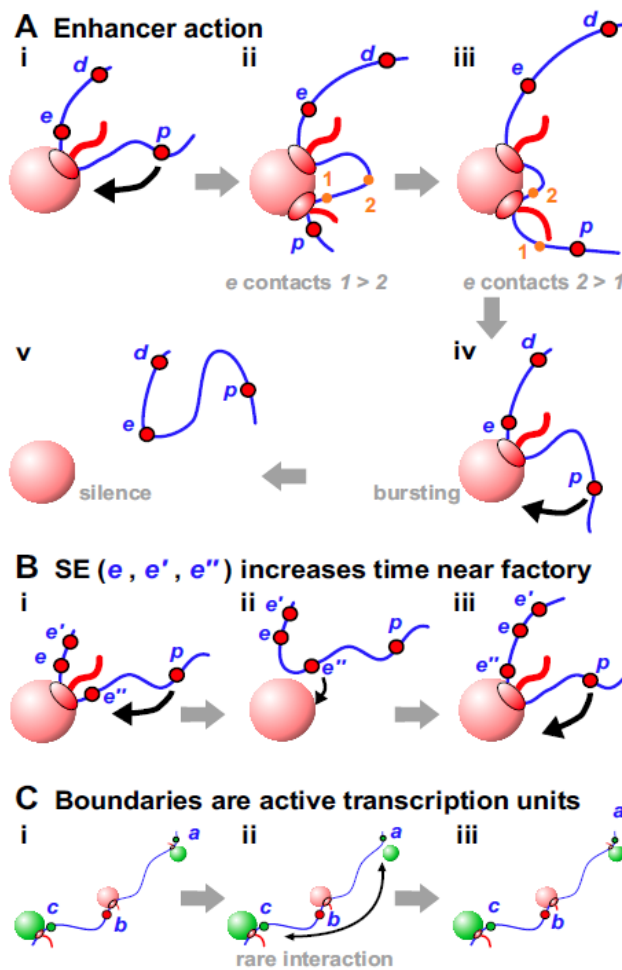 A Enhancer action
i ii iii
d d d
e e e
p
1
2
2
p
1
p
e contacts 1 > 2 e contacts 2 > 1
v iv
d d
p
e e
p
silence bursting
B SE (e , e' , e'') increases time near factory
i ii iii
e' e' e'
e p e p e
e'' e'' e'' p
C Boundaries are active transcription units
i ii iii
a a a
c c c
b b b
rare interaction